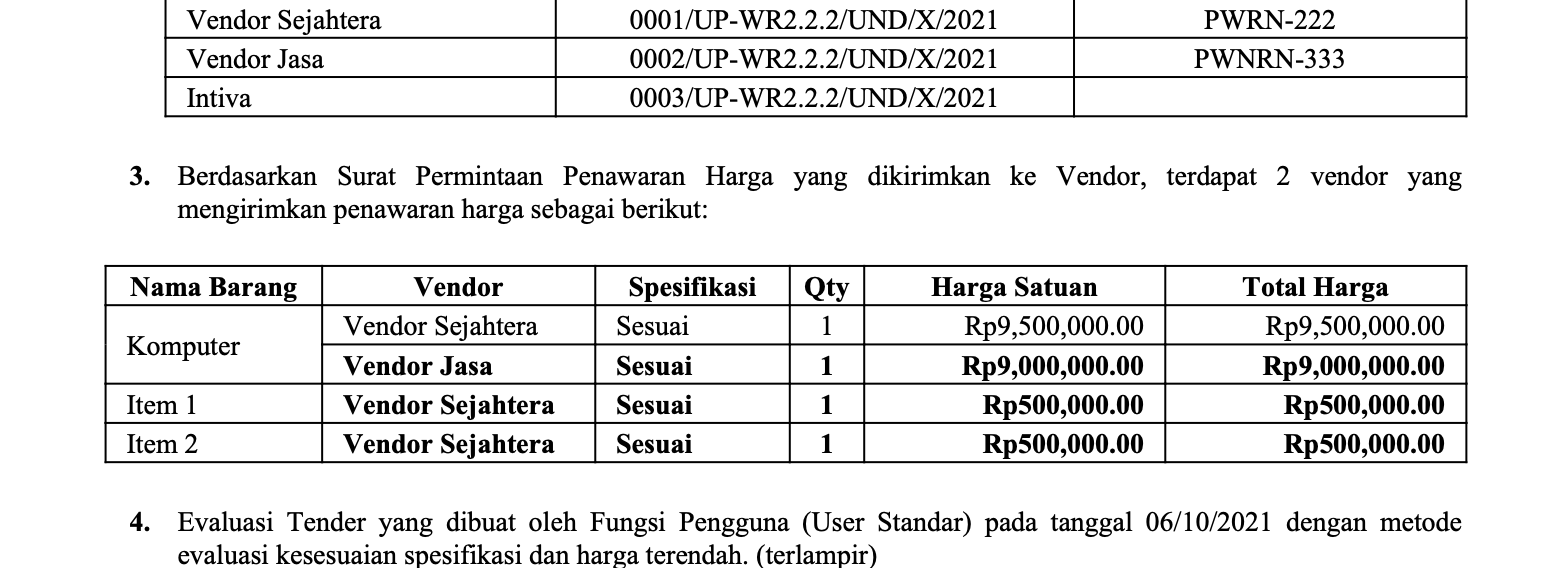 Vendor Sejahtera 0001/UP-WR2.2.2/UND/X/2021 PWRN-222
Vendor Jasa 0002/UP-WR2.2.2/UND/X/2021 PWNRN-333
Intiva 0003/UP-WR2.2.2/UND/X/2021
3. Berdasarkan Surat Permintaan Penawaran Harga yang dikirimkan ke Vendor, terdapat 2 vendor yang
mengirimkan penawaran harga sebagai berikut:
Nama Barang Vendor Spesifikasi Qty Harga Satuan Total Harga
Komputer Vendor Sejahtera Sesuai 1 Rp9,500,000.00 Rp9,500,000.00
Vendor Jasa Sesuai 1 Rp9,000,000.00 Rp9,000,000.00
Item 1 Vendor Sejahtera Sesuai 1 Rp500,000.00 Rp500,000.00
Item 2 Vendor Sejahtera Sesuai 1 Rp500,000.00 Rp500,000.00
4. Evaluasi Tender yang dibuat oleh Fungsi Pengguna (User Standar) pada tanggal 06/10/2021 dengan metode
evaluasi kesesuaian spesifikasi dan harga terendah. (terlampir)